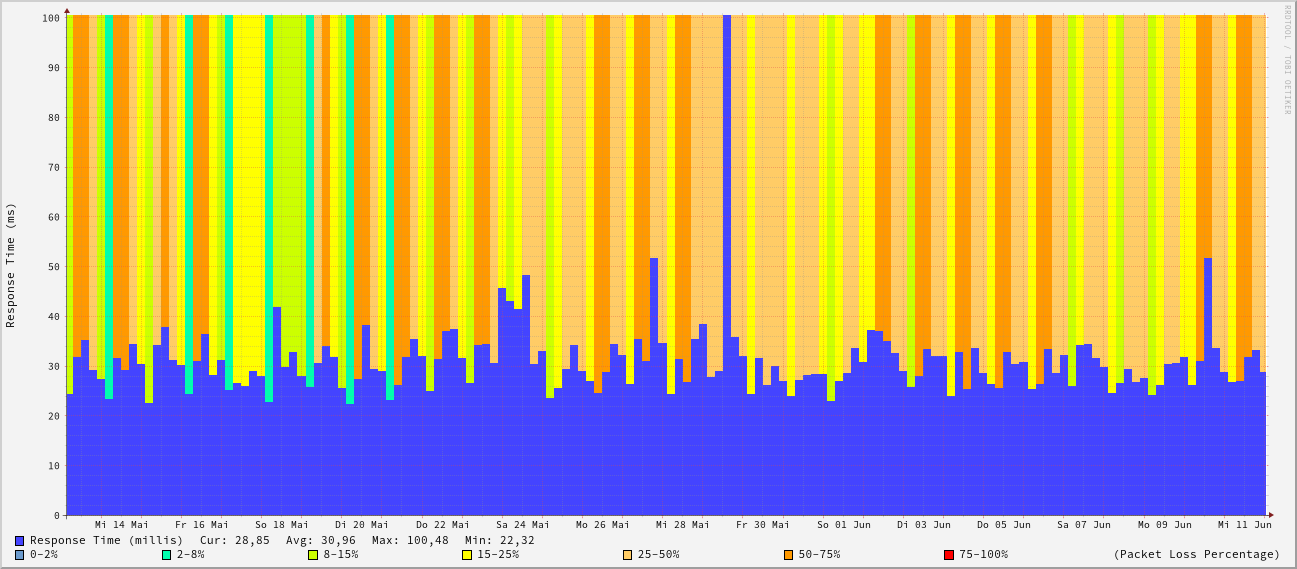 RRDTOOL / TOBI OETIKER
Response Time (ms)
100
90
80
70
60
50
40
30
20
10
0
Mi 14 Mai Fr 16 Mai So 18 Mai Di 20 Mai Do 22 Mai Sa 24 Mai Mo 26 Mai Mi 28 Mai Fr 30 Mai So 01 Jun Di 03 Jun Do 05 Jun Sa 07 Jun Mo 09 Jun Mi 11 Jun
Response Time (millis) Cur: 28,85 Avg: 30,96 Max: 100,48 Min: 22,32
0-2% 2-8% 8-15% 15-25% 25-50% 50-75% 75-100% (Packet Loss Percentage)